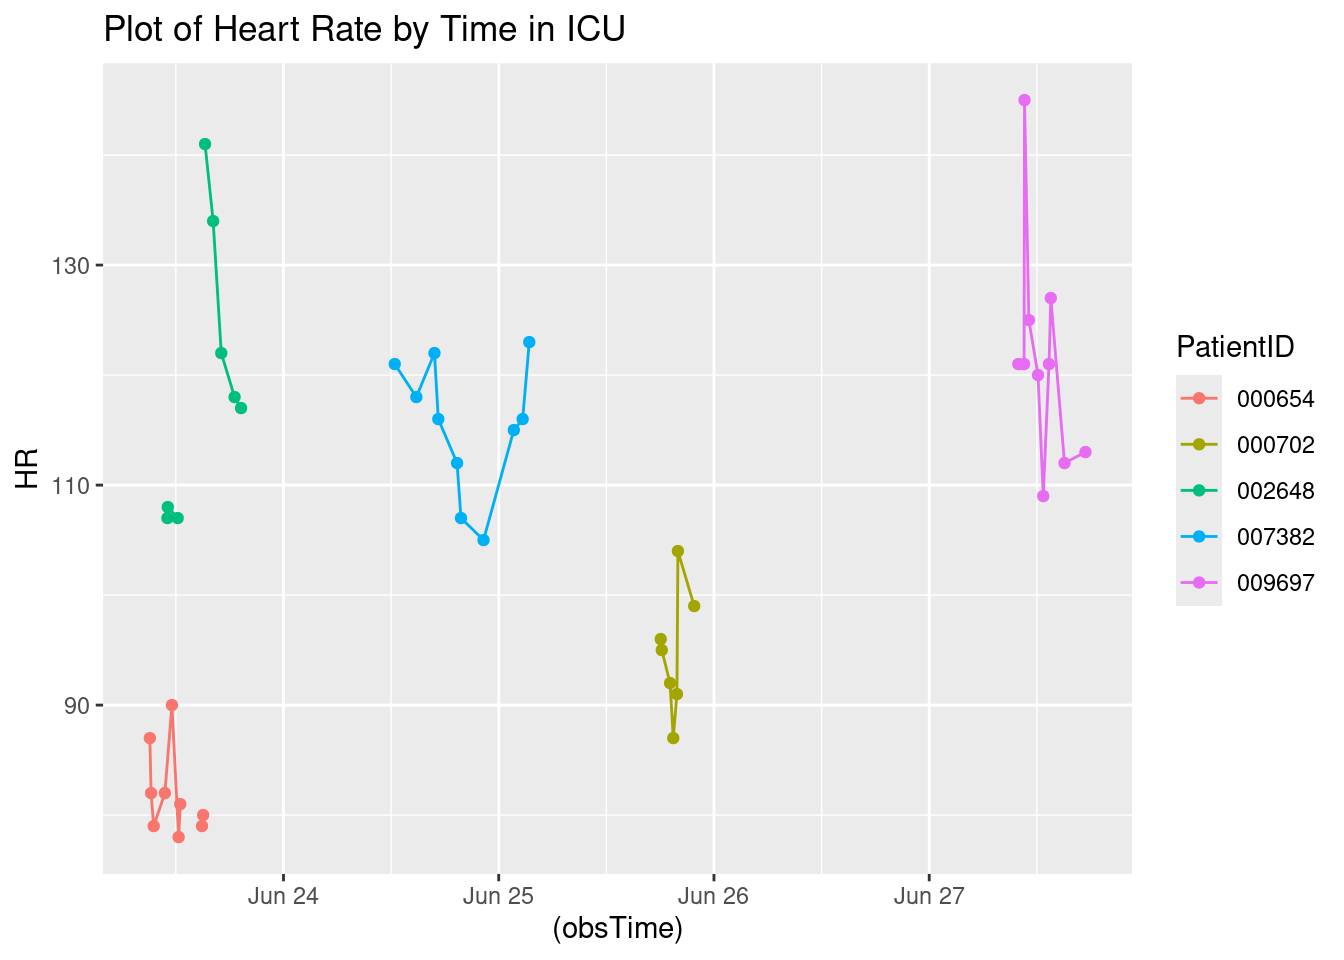 Plot of Heart Rate by Time in ICU
HR
130
110
90
Jun 24
Jun 25
Jun 26
Jun 27
(obsTime)
PatientID
000654
000702
002648
007382
009697